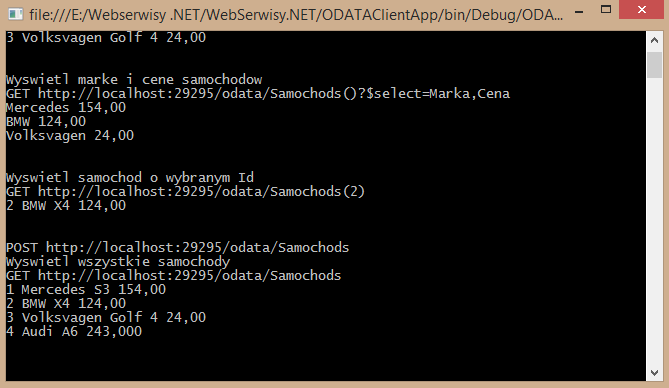 file:///E:/Webserwisy .NET/WebSerwisy.NET/ODATAClientApp/bin/Debug/ODA...
3 Volksvagen Golf 4 24,00
Wyswietl marke i cene samochodow
GET http://localhost:29295/odata/Samochods()?$select=Marka,Cena
Mercedes 154,00
BMW 124,00
Volksvagen 24,00
Wyswietl samochod o wybranym Id
GET http://localhost:29295/odata/Samochods(2)
2 BMW X4 124,00
POST http://localhost:29295/odata/Samochods
Wyswietl wszystkie samochody
GET http://localhost:29295/odata/Samochods
1 Mercedes S3 154,00
2 BMW X4 124,00
3 Volksvagen Golf 4 24,00
4 Audi A6 243,000